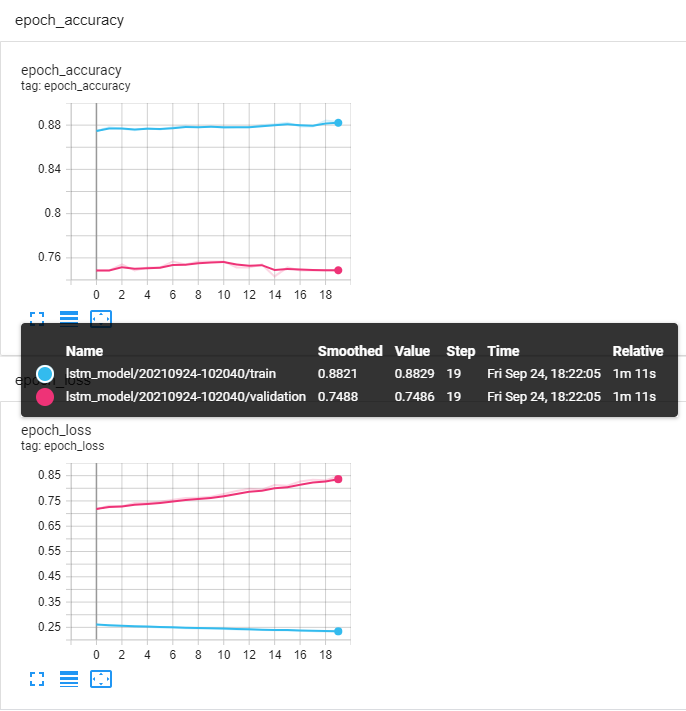 epoch_accuracy
epoch_accuracy
tag: epoch_accuracy
0.88
0.84
0.8
0.76
0 2 4 6 8 10 12 14 16 18
Name Smoothed Value Step Time Relative
lstm_model/20210924-102040/train 0.8821 0.8829 19 Fri Sep 24, 18:22:05 1m 11s
epoch_loss
lstm_model/20210924-102040/validation 0.7488 0.7486 19 Fri Sep 24, 18:22:05 1m 11s
epoch_loss
tag: epoch_loss
0.85
0.75
0.65
0.55
0.45
0.35
0.25
0 2 4 6 8 10 12 14 16 18